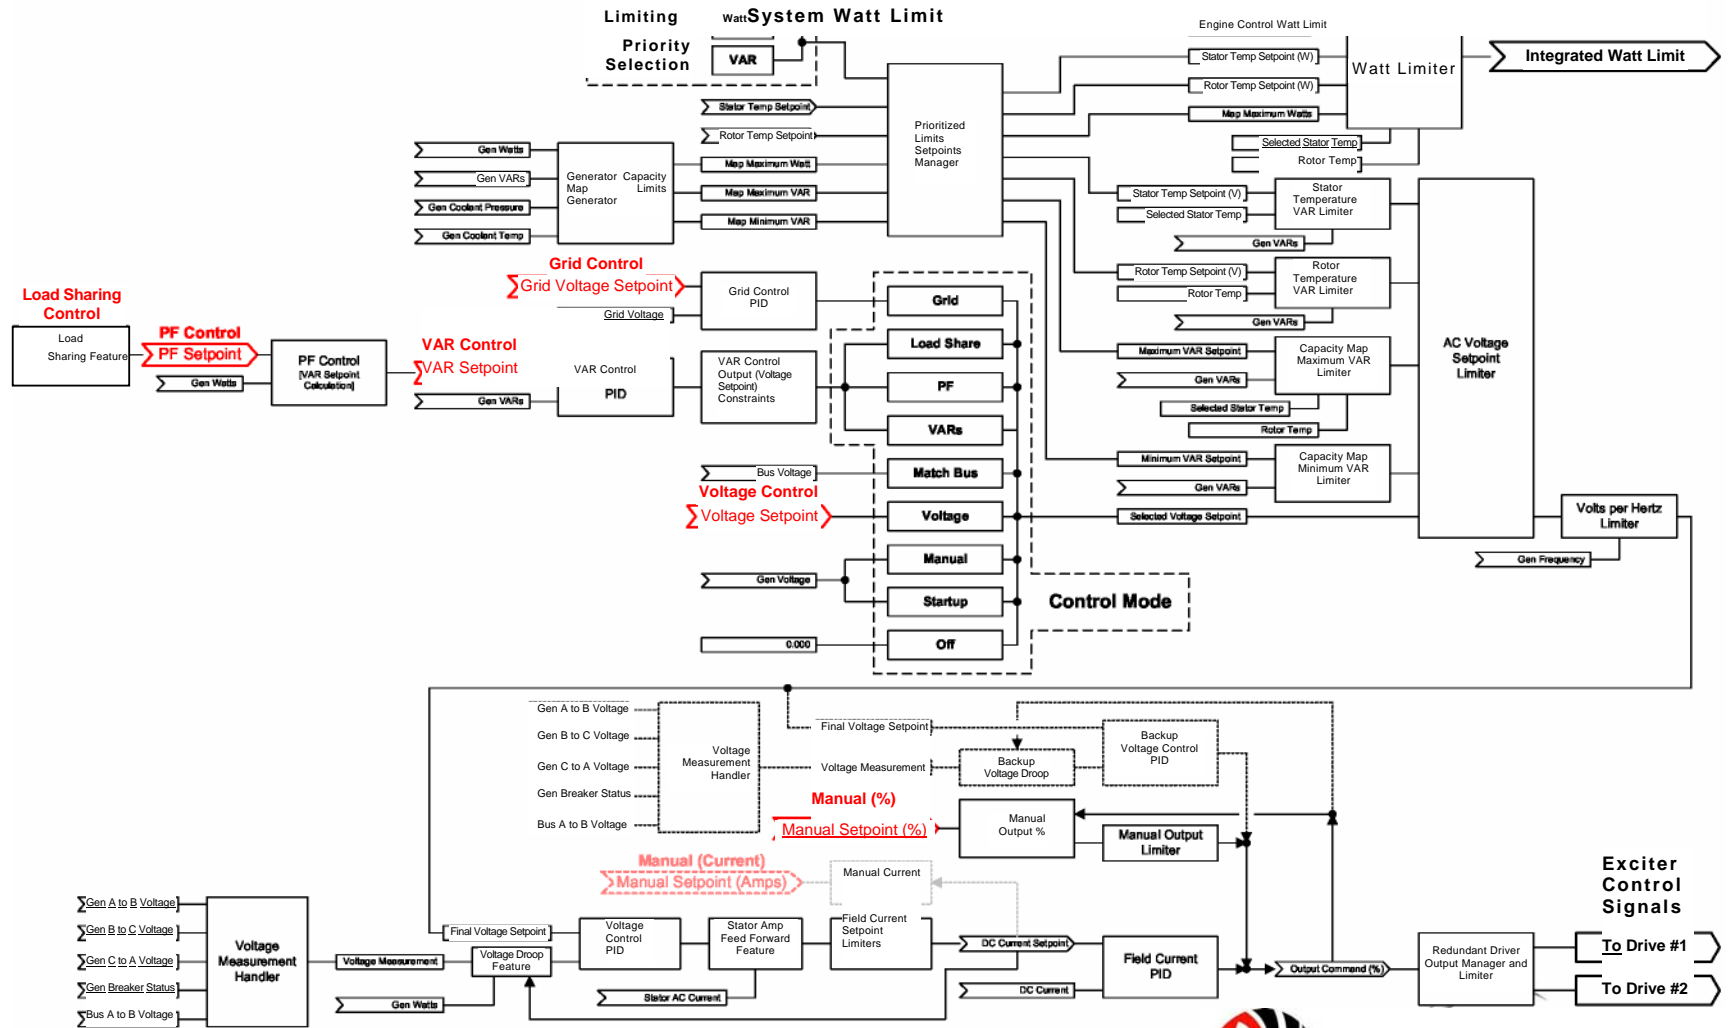 Limiting
Watt System Watt Limit
Priority
Selection
VAR
Engine Control Watt Limit
Stator Temp Setpoint (W)
Rotor Temp Setpoint (W)
Map Maximum Watts
Watt Limiter
Integrated Watt Limit
Selected Stator Temp
Rotor Temp
Stator Temp Setpoint
Rotor Temp Setpoint
Prioritized
Limits
Setpoints
Manager
Gen Watts
Gen VARs
Gen Coolant Pressure
Gen Coolant Temp
Generator Capacity
Map Limits
Generator
Map Maximum Watt
Map Maximum VAR
Map Minimum VAR
Stator Temp Setpoint (V)
Selected Stator Temp
Gen VARs
Stator
Temperature
VAR Limiter
Rotor Temp Setpoint (V)
Rotor Temp
Gen VARs
Rotor
Temperature
VAR Limiter
Maximum VAR Setpoint
Gen VARs
Selected Stator Temp
Rotor Temp
Capacity Map
Maximum VAR
Limiter
Minimum VAR Setpoint
Gen VARs
Capacity Map
Minimum VAR
Limiter
Selected Voltage Setpoint
AC Voltage
Setpoint
Limiter
Volts per Hertz
Limiter
Gen Frequency
Grid Control
Grid Voltage Setpoint
Grid Voltage
Grid Control
PID
Load Sharing
Control
Load
Sharing Feature
PF Control
PF Setpoint
Gen Watts
PF Control
[VAR Setpoint
Calculation]
VAR Control
VAR Setpoint
Gen VARs
VAR Control
PID
VAR Control
Output (Voltage
Setpoint)
Constraints
Grid
Load Share
PF
VARs
Match Bus
Voltage
Manual
Startup
Off
Bus Voltage
Voltage Control
Voltage Setpoint
Gen Voltage
0.000
Control Mode
Gen A to B Voltage
Gen B to C Voltage
Gen C to A Voltage
Gen Breaker Status
Bus A to B Voltage
Voltage
Measurement
Handler
Final Voltage Setpoint
Voltage Measurement
Backup
Voltage Droop
Backup
Voltage Control
PID
Manual (%)
Manual Setpoint (%)
Manual
Output %
Manual Output
Limiter
Manual (Current)
Manual Setpoint (Amps)
Manual Current
Gen A to B Voltage
Gen B to C Voltage
Gen C to A Voltage
Gen Breaker Status
Bus A to B Voltage
Voltage
Measurement
Handler
Voltage Measurement
Gen Watts
Final Voltage Setpoint
Voltage Droop
Feature
Voltage
Control
PID
Stator Amp
Feed Forward
Feature
Stator AC Current
Field Current
Setpoint
Limiters
DC Current Setpoint
DC Current
Field Current
PID
Output Command (%)
Redundant Driver
Output Manager and
Limiter
Exciter
Control
Signals
To Drive #1
To Drive #2